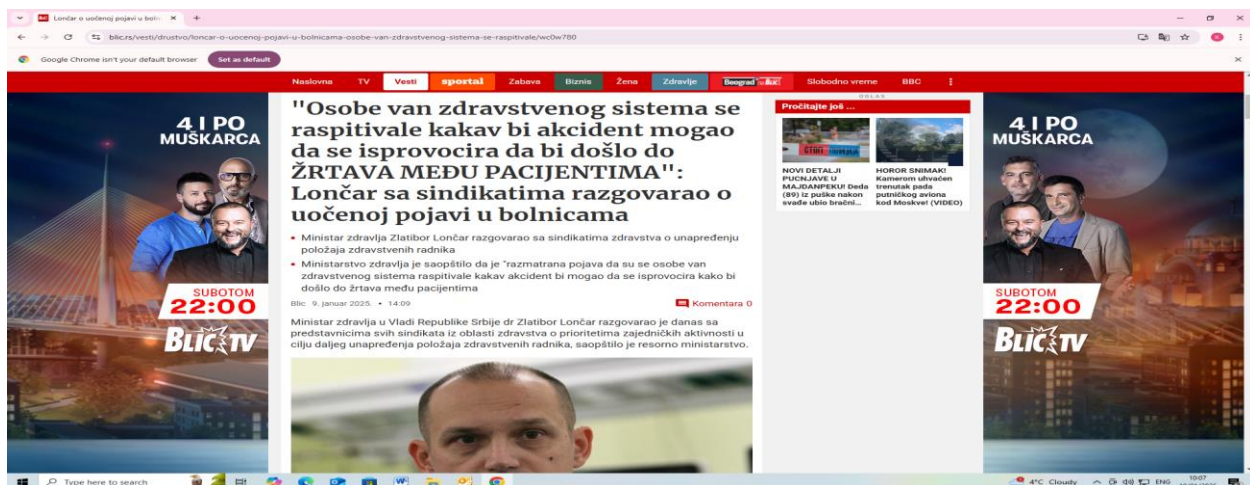 Lončar o uočenoj pojavi u boln
blic.rs/vesti/drustvo/loncar-o-uocenoj-pojavi-u-bolnicama-osobe-van-zdravstvenog-sistema-se-raspitivale/wc0w780
Google Chrome isn't your default browser
Set as default
Naslovna TV Vesti sportal Zabava Biznis Žena Zdravlje Beograd Blic Slobodno vreme BBC
4 I PO
MUŠKARCA
SUBOTOM
22:00
BLIC TV
"Osobe van zdravstvenog sistema se
raspitivale kakav bi akcident mogao
da se isprovocira da bi došlo do
ŽRTAVA MEĐU PACIJENTIMA":
Lončar sa sindikatima razgovarao o
uočenoj pojavi u bolnicama
• Ministar zdravlja Zlatibor Lončar razgovarao sa sindikatima zdravstva o unapređenju
položaja zdravstvenih radnika
• Ministarstvo zdravlja je saopštilo da je "razmatrana pojava da su se osobe van
zdravstvenog sistema raspitivale kakav akcident bi mogao da se isprovocira kako bi
došlo do žrtava među pacijentima
Blic 9. januar 2025. • 14:09
Komentara 0
Ministar zdravlja u Vladi Republike Srbije dr Zlatibor Lončar razgovarao je danas sa
predstavnicima svih sindikata iz oblasti zdravstva o prioritetima zajedničkih aktivnosti u
cilju daljeg unapređenja položaja zdravstvenih radnika, saopštilo je resorno ministarstvo.
OGLAS
Pročitajte još ...
NOVI DETALJI
PUCNJAVE U
MAJDANPEKU! Deda
(89) iz puške nakon
svađe ubio bračni...
HOROR SNIMAK!
Kamerom uhvaćen
trenutak pada
putničkog aviona
kod Moskve! (VIDEO)
4 I PO
MUŠKARCA
SUBOTOM
22:00
BLIC TV
Type here to search
4°C Cloudy
ENG
10:07